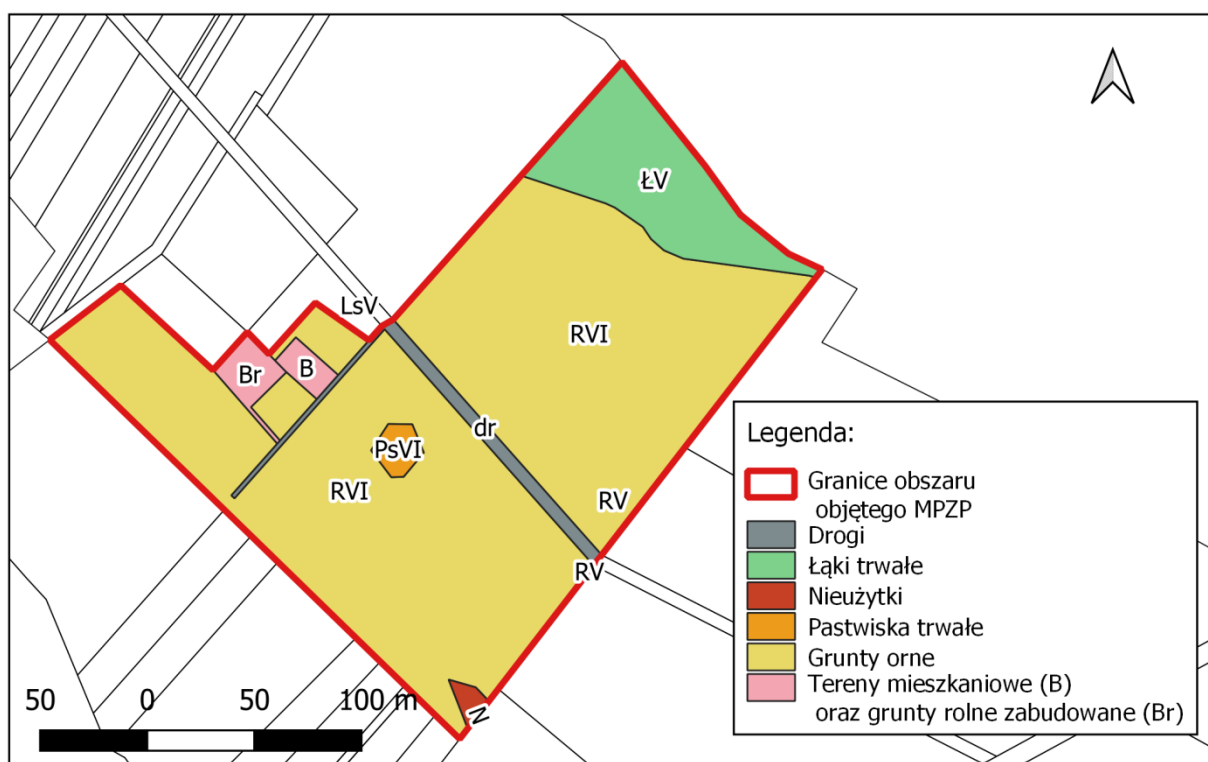 ŁV
LsV
RVI
Br
B
dr
PsVI
RVI
RV
RV
N
50 0 50 100 m
Legenda:
Granice obszaru
objętego MPZP
Drogi
Łąki trwałe
Nieużytki
Pastwiska trwałe
Grunty orne
Tereny mieszkaniowe (B)
oraz grunty rolne zabudowane (Br)